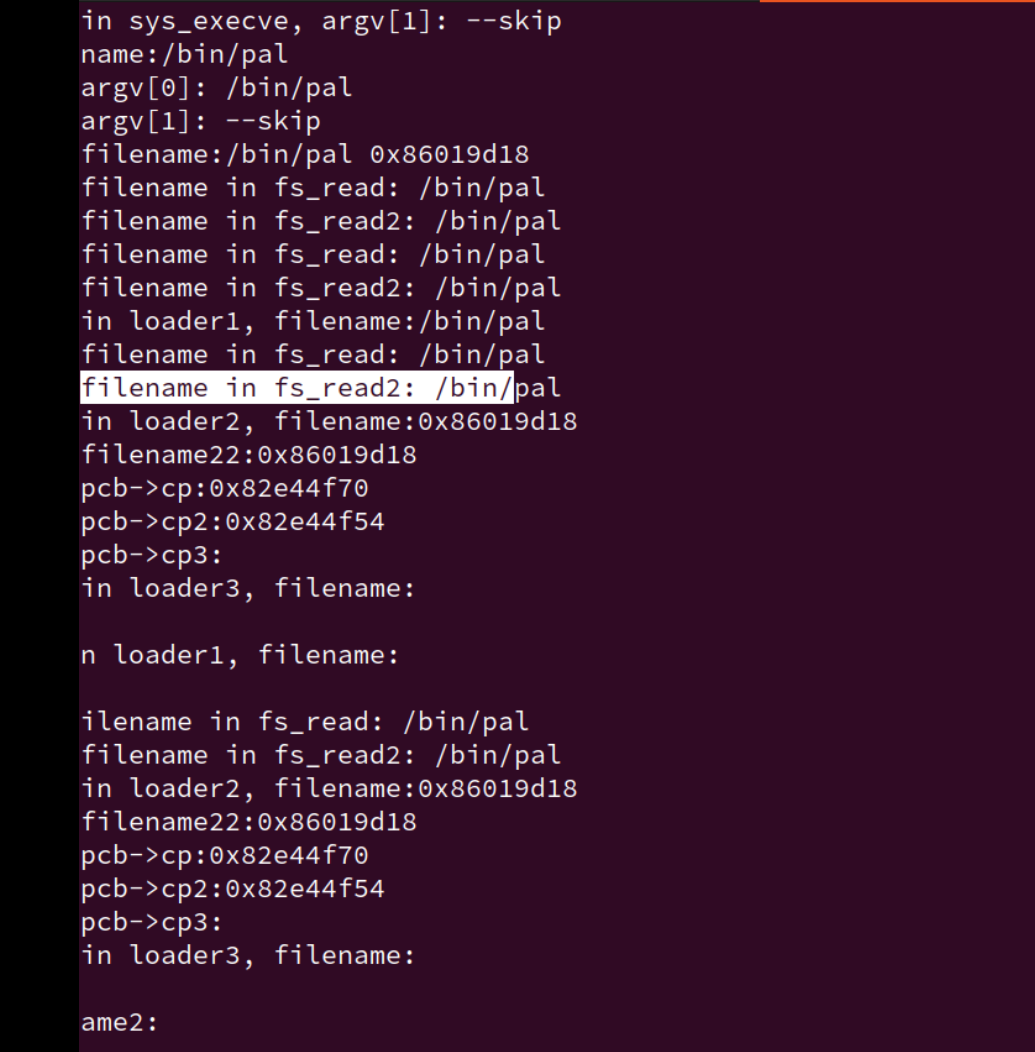 in sys_execve, argv[1]: --skip
name:/bin/pal
argv[0]: /bin/pal
argv[1]: --skip
filename:/bin/pal 0x86019d18
filename in fs_read: /bin/pal
filename in fs_read2: /bin/pal
filename in fs_read: /bin/pal
filename in fs_read2: /bin/pal
in loader1, filename:/bin/pal
filename in fs_read: /bin/pal
filename in fs_read2: /bin/pal
in loader2, filename:0x86019d18
filename22:0x86019d18
pcb->cp:0x82e44f70
pcb->cp2:0x82e44f54
pcb->cp3:
in loader3, filename:
n loader1, filename:
ilename in fs_read: /bin/pal
filename in fs_read2: /bin/pal
in loader2, filename:0x86019d18
filename22:0x86019d18
pcb->cp:0x82e44f70
pcb->cp2:0x82e44f54
pcb->cp3:
in loader3, filename:
ame2: